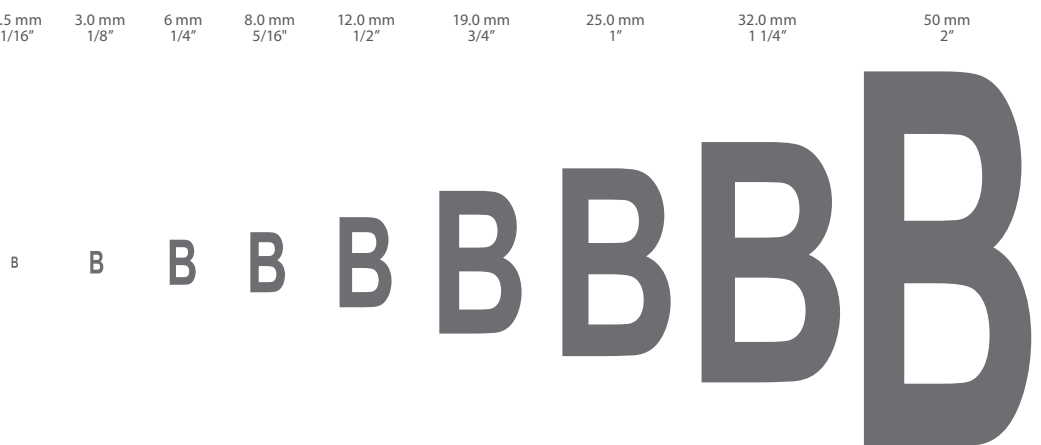 .5 mm 3.0 mm 6 mm 8.0 mm 12.0 mm 19.0 mm 25.0 mm 32.0 mm 50 mm
1/16” 1/8” 1/4” 5/16" 1/2” 3/4” 1” 1 1/4” 2”
B B B B B B B B B